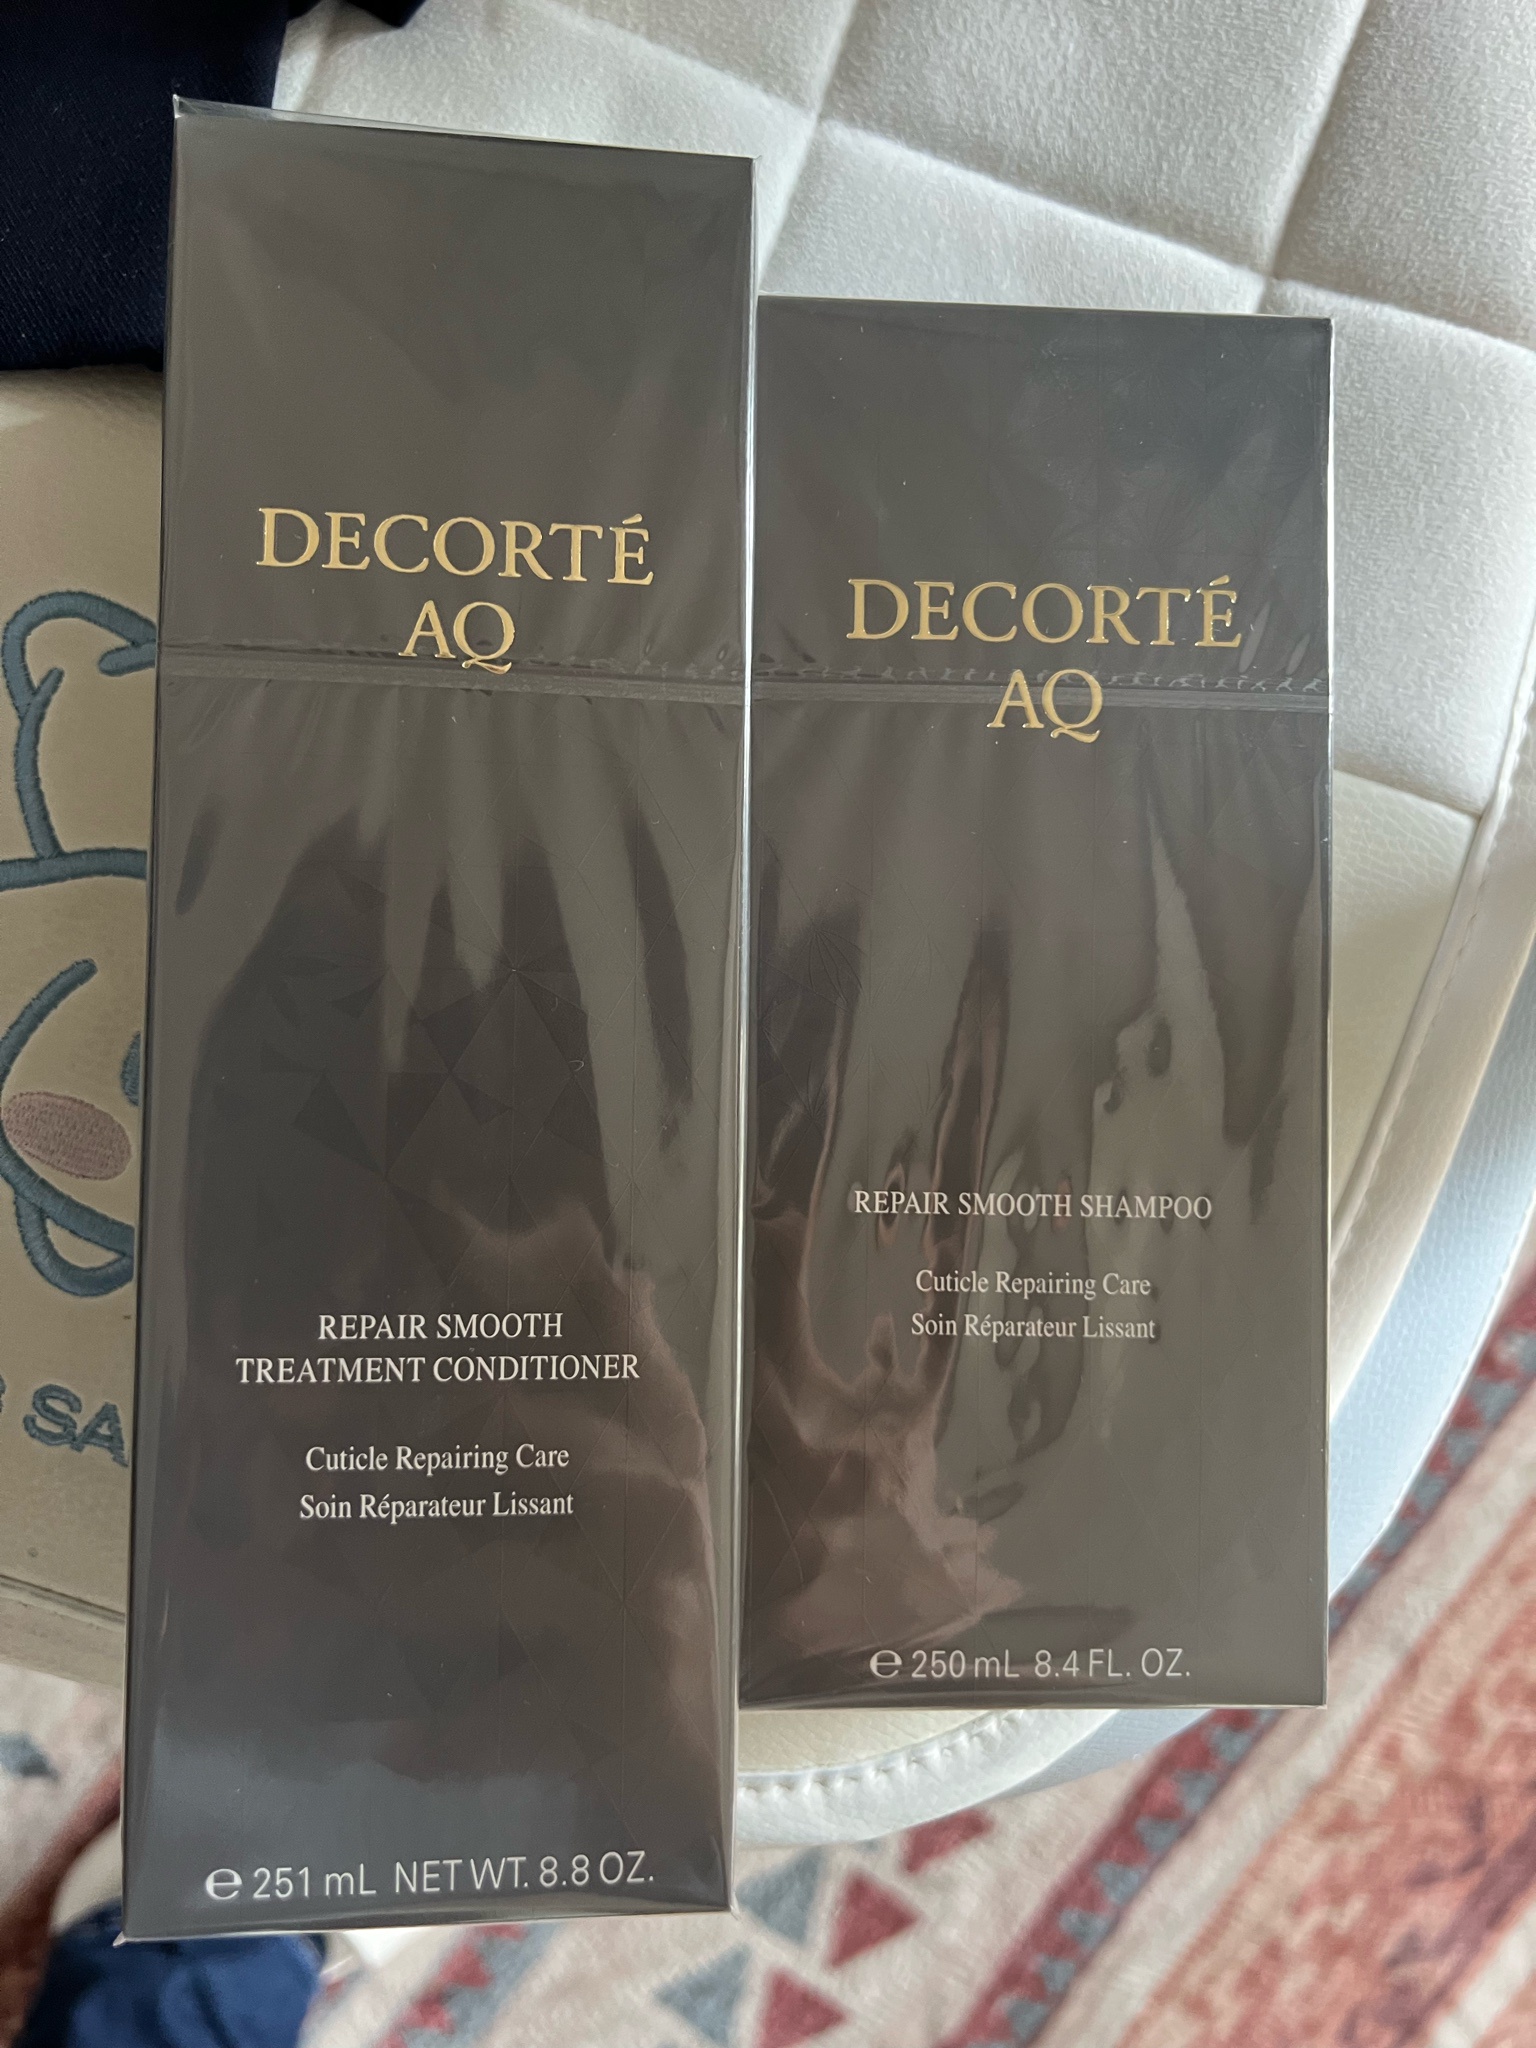 DECORTÉ
AQ
REPAIR SMOOTH
TREATMENT CONDITIONER
Cuticle Repairing Care
Soin Réparateur Lissant
℮ 251 mL NET WT. 8.8 OZ.
DECORTÉ
AQ
REPAIR SMOOTH SHAMPOO
Cuticle Repairing Care
Soin Réparateur Lissant
℮ 250 mL 8.4 FL. OZ.